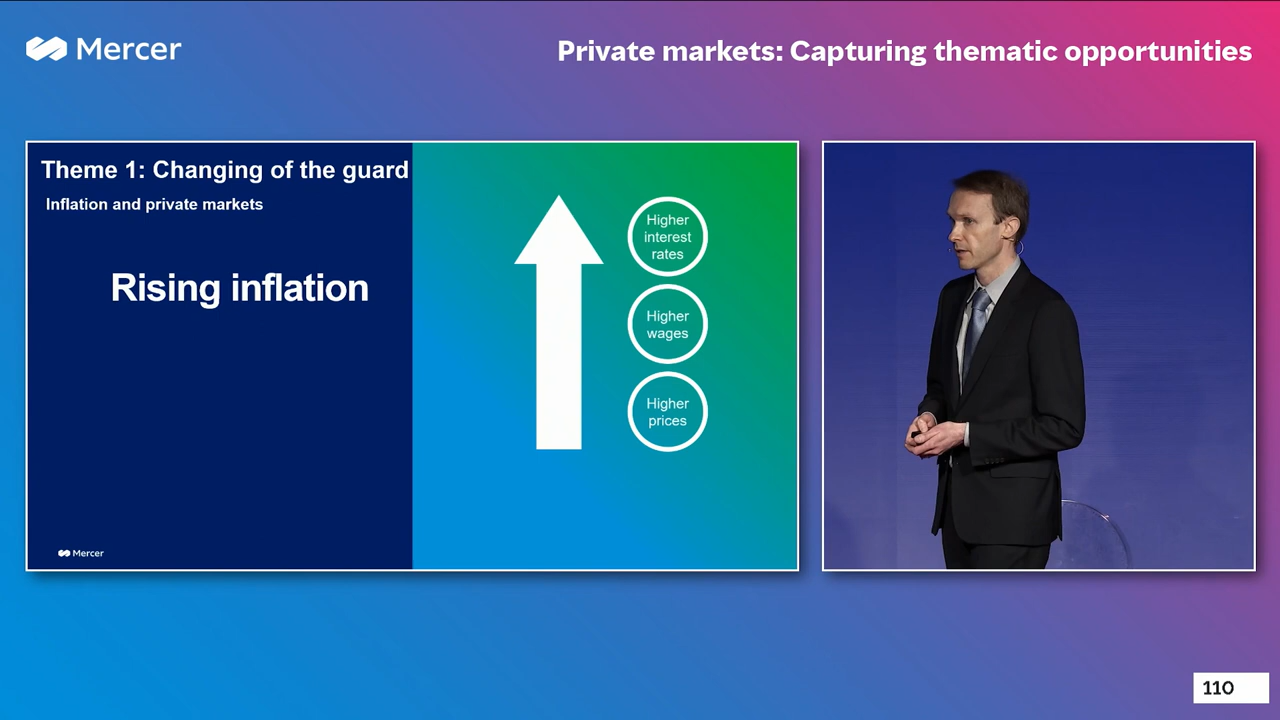 Mercer
Private markets: Capturing thematic opportunities
Theme 1: Changing of the guard
Inflation and private markets
Rising inflation
Higher
interest
rates
Higher
wages
Higher
prices
Mercer
110